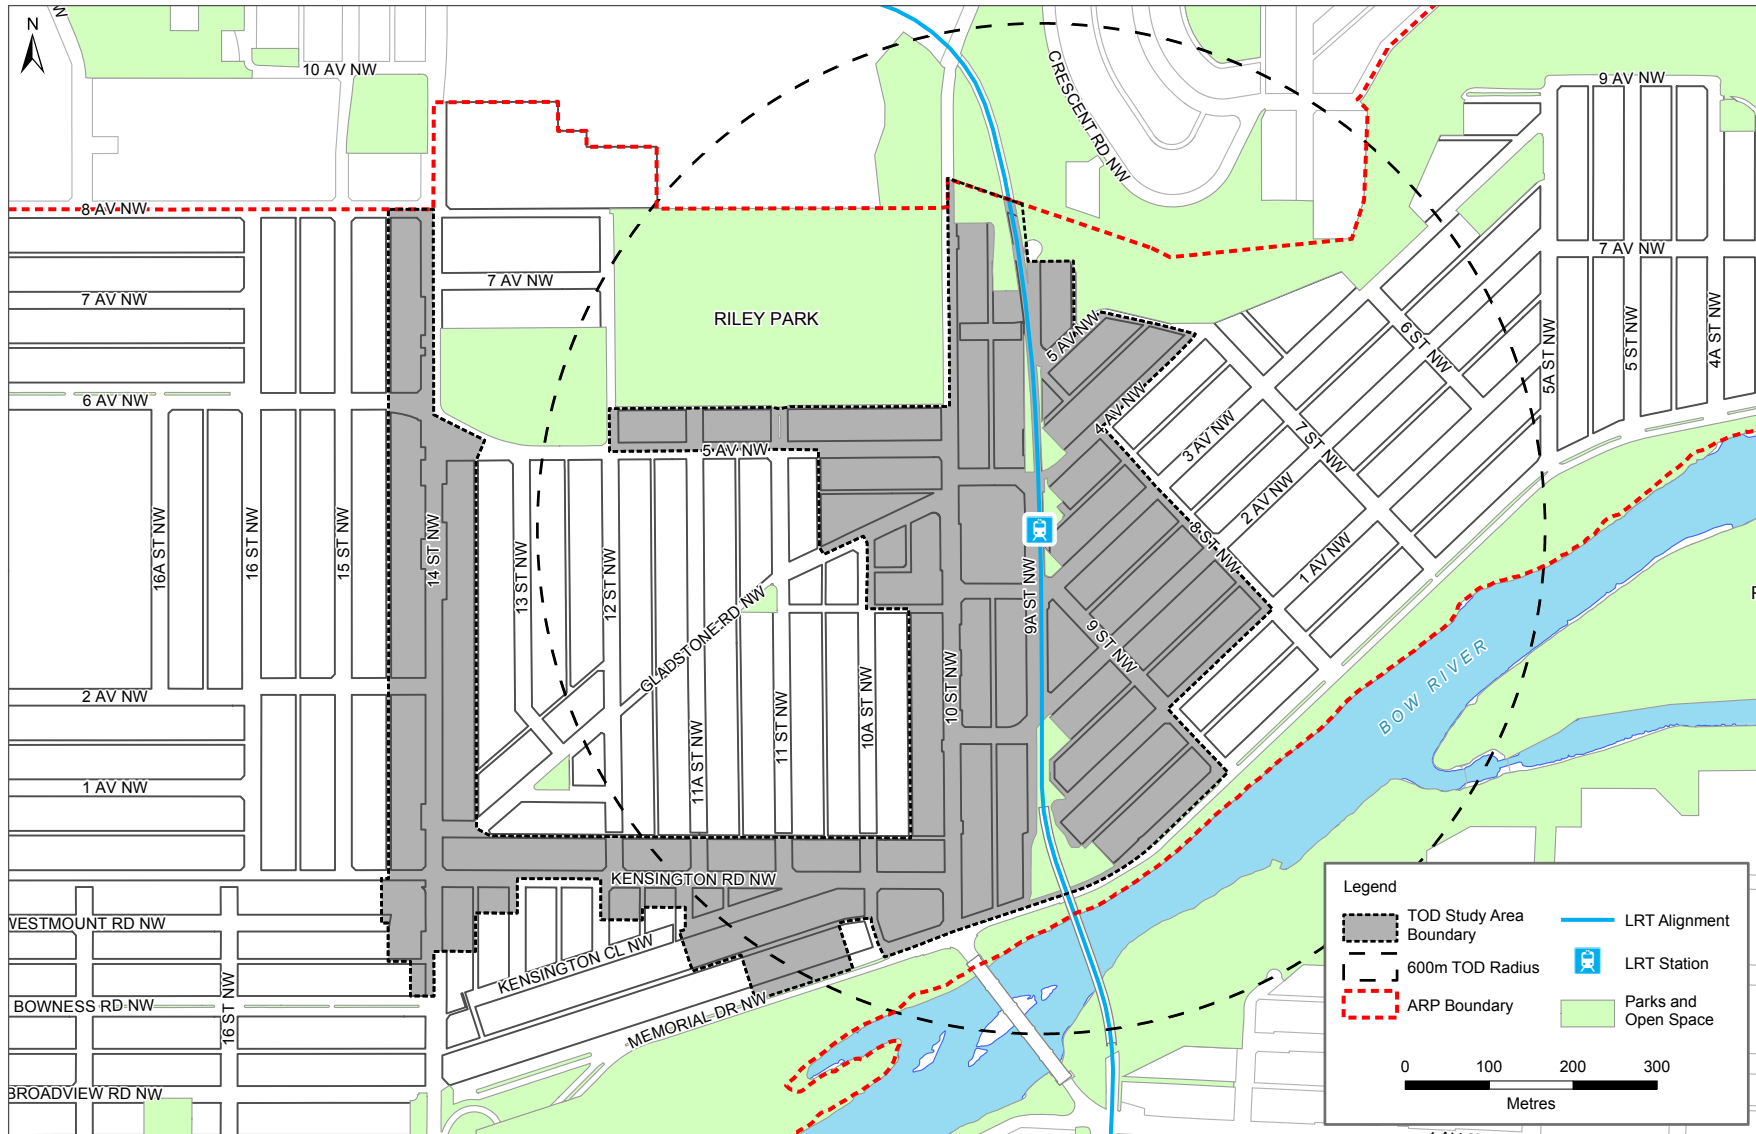 N
10 AV NW
CRESCENT RD NW
9 AV NW
8 AV NW
7 AV NW
7 AV NW
7 AV NW
RILEY PARK
5 AV NW
6 ST NW
5A ST NW
5 ST NW
4A ST NW
6 AV NW
4 AV NW
3 AV NW
7 ST NW
5 AV NW
2 AV NW
8 ST NW
1 AV NW
16A ST NW
16 ST NW
15 ST NW
14 ST NW
13 ST NW
12 ST NW
GLADSTONE RD NW
9A ST NW
9 ST NW
10 ST NW
10A ST NW
11 ST NW
11A ST NW
BOW RIVER
2 AV NW
1 AV NW
KENSINGTON RD NW
WESTMOUNT RD NW
KENSINGTON CL NW
16 ST NW
BOWNESS RD NW
MEMORIAL DR NW
BROADVIEW RD NW
Legend
TOD Study Area
Boundary
600m TOD Radius
ARP Boundary
LRT Alignment
LRT Station
Parks and
Open Space
0 100 200 300
Metres